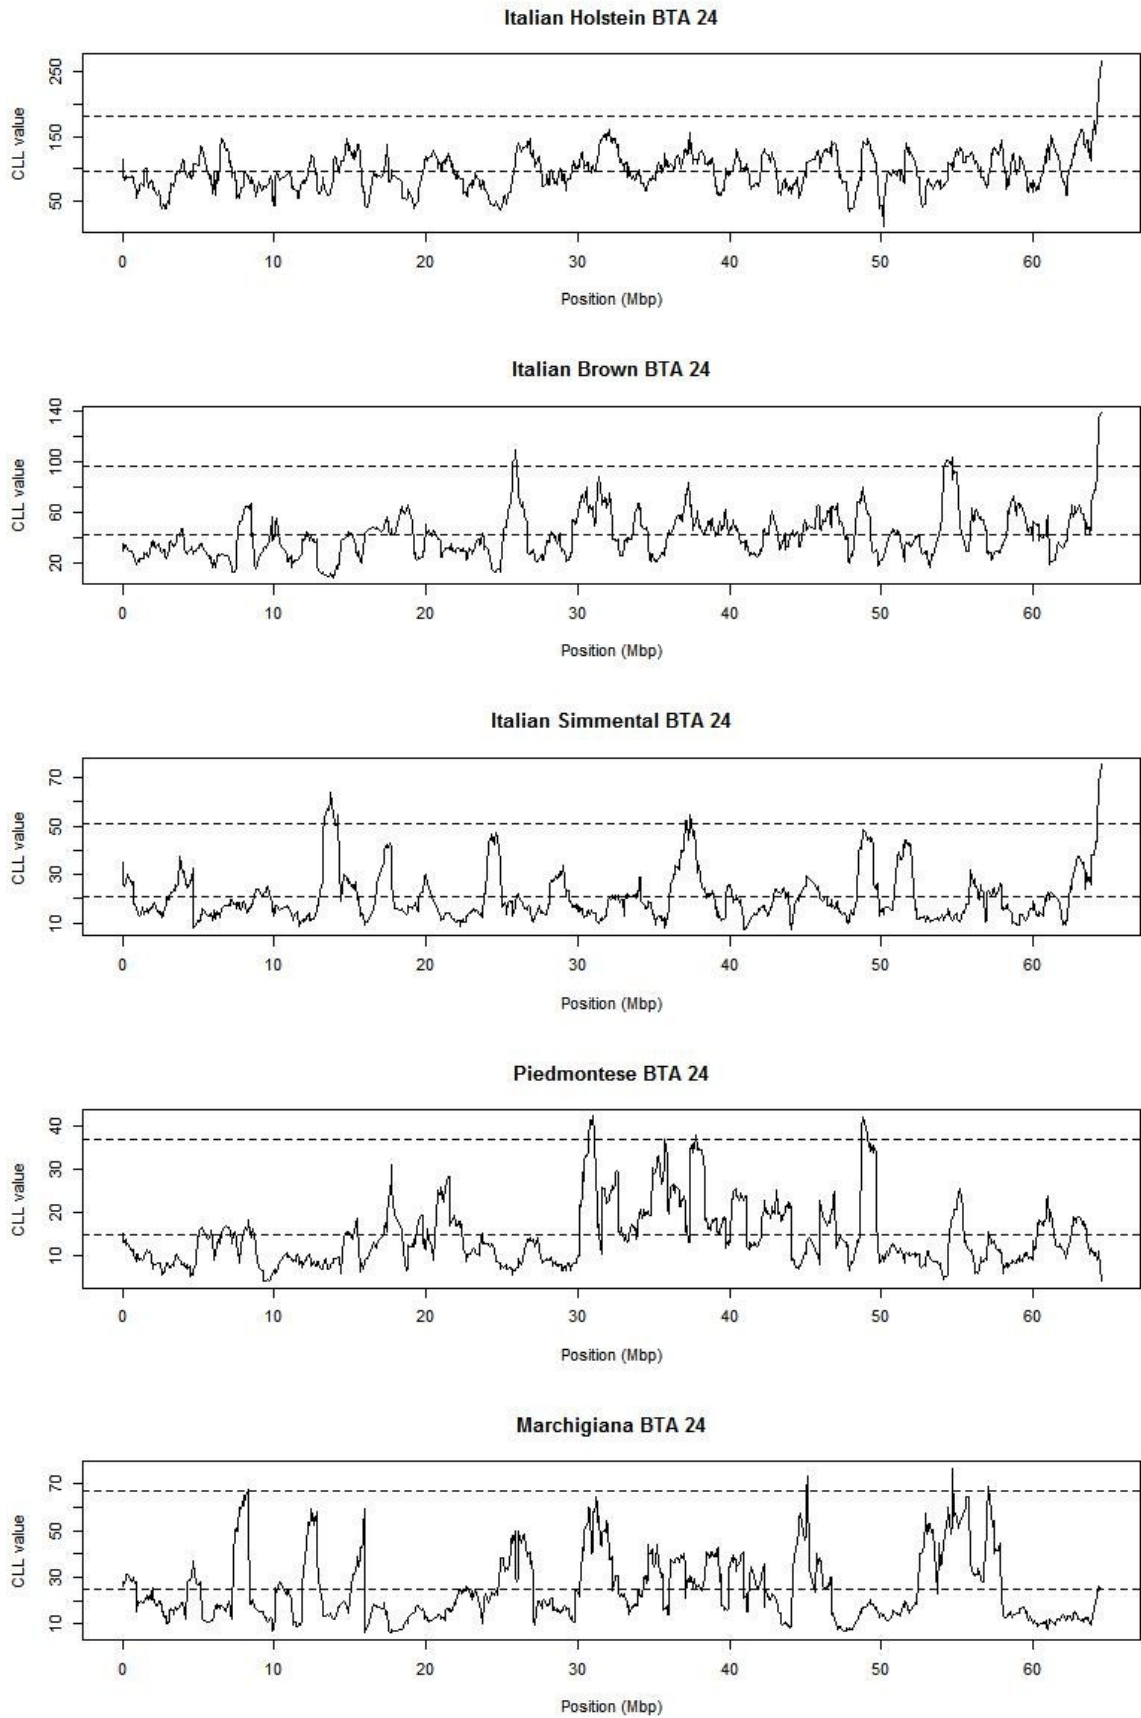 Italian Holstein BTA 24
CLL value
50 150 250
0 10 20 30 40 50 60
Position (Mbp)
Italian Brown BTA 24
CLL value
20 60 100 140
0 10 20 30 40 50 60
Position (Mbp)
Italian Simmental BTA 24
CLL value
10 30 50 70
0 10 20 30 40 50 60
Position (Mbp)
Piedmontese BTA 24
CLL value
10 20 30 40
0 10 20 30 40 50 60
Position (Mbp)
Marchigiana BTA 24
CLL value
10 30 50 70
0 10 20 30 40 50 60
Position (Mbp)